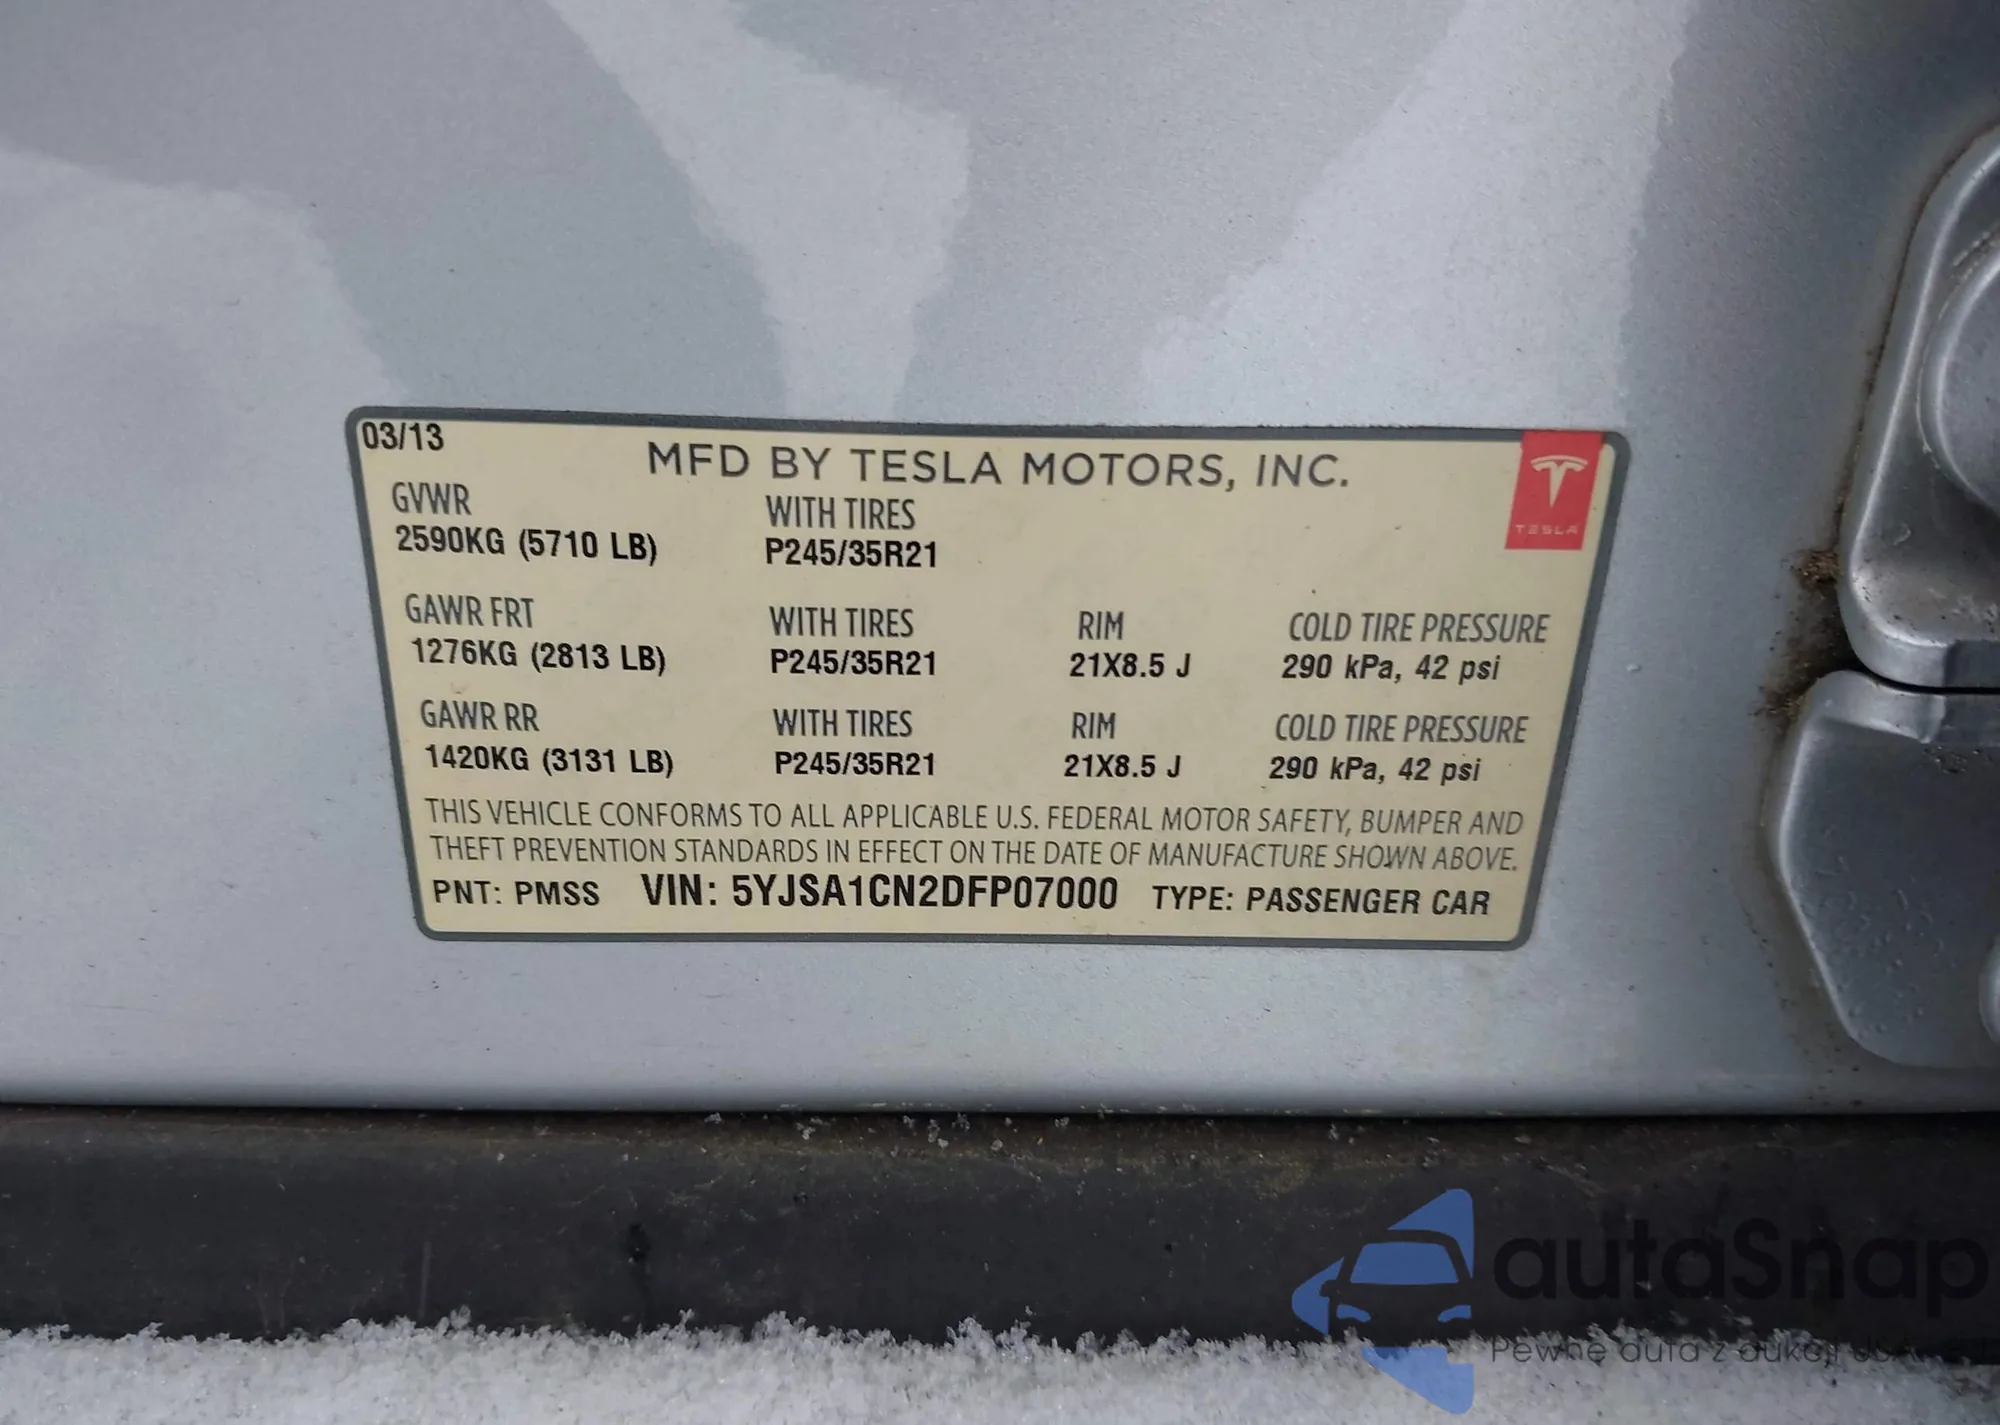 03/13
MFD BY TESLA MOTORS, INC.
TESLA
GVWR WITH TIRES
2590KG (5710 LB) P245/35R21
GAWR FRT WITH TIRES RIM COLD TIRE PRESSURE
1276KG (2813 LB) P245/35R21 21X8.5 J 290 kPa, 42 psi
GAWR RR WITH TIRES RIM COLD TIRE PRESSURE
1420KG (3131 LB) P245/35R21 21X8.5 J 290 kPa, 42 psi
THIS VEHICLE CONFORMS TO ALL APPLICABLE U.S. FEDERAL MOTOR SAFETY, BUMPER AND
THEFT PREVENTION STANDARDS IN EFFECT ON THE DATE OF MANUFACTURE SHOWN ABOVE.
PNT: PMSS VIN: 5YJSA1CN2DFP07000 TYPE: PASSENGER CAR
autaSnap
Pewne auta z aukcji